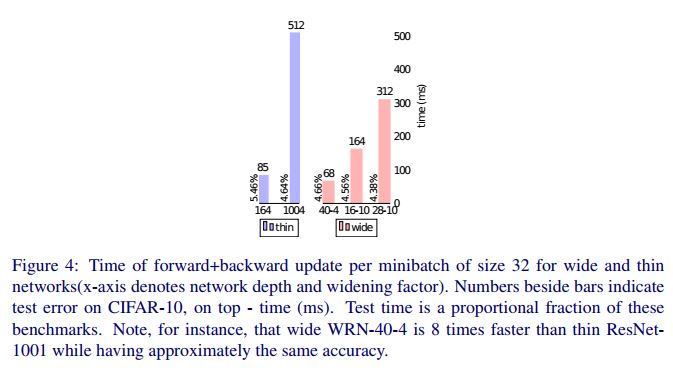 512
500
400
time (ms)
312
300
200
164
100
85
68
5.46%
4.64%
4.66%
4.56%
4.38%
0
164 1004 40-4 16-10 28-10
thin wide
Figure 4: Time of forward+backward update per minibatch of size 32 for wide and thin
networks(x-axis denotes network depth and widening factor). Numbers beside bars indicate
test error on CIFAR-10, on top - time (ms). Test time is a proportional fraction of these
benchmarks. Note, for instance, that wide WRN-40-4 is 8 times faster than thin ResNet-
1001 while having approximately the same accuracy.